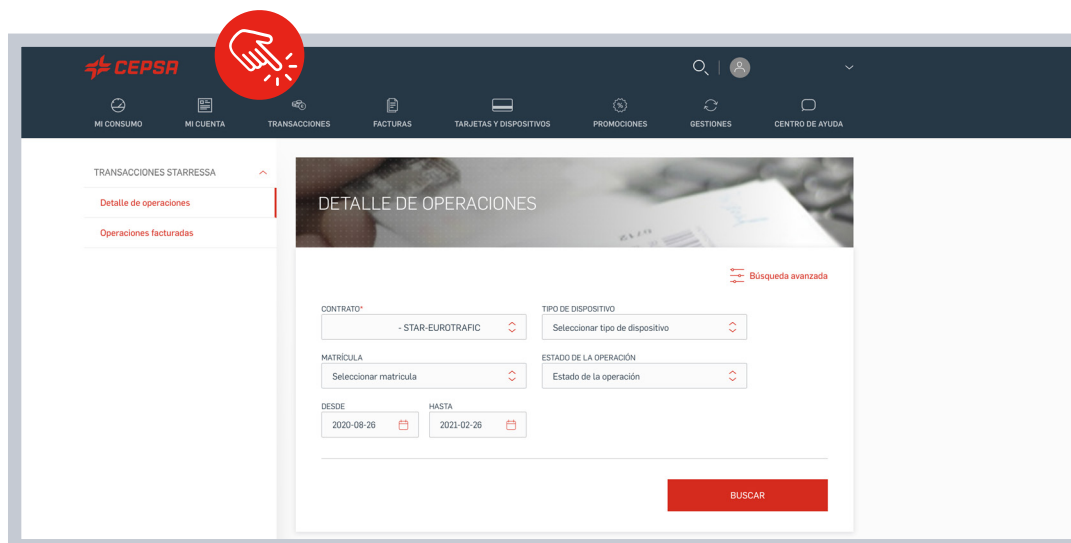 CEPSA
MI CONSUMO
MI CUENTA
TRANSACCIONES
FACTURAS
TARJETAS Y DISPOSITIVOS
PROMOCIONES
GESTIONES
CENTRO DE AYUDA
TRANSACCIONES STARRESSA
Detalle de operaciones
Operaciones facturadas
DETALLE DE OPERACIONES
Búsqueda avanzada
CONTRATO*
- STAR-EUROTRAFIC
TIPO DE DISPOSITIVO
Seleccionar tipo de dispositivo
MATRÍCULA
Seleccionar matricula
ESTADO DE LA OPERACIÓN
Estado de la operación
DESDE
2020-08-26
HASTA
2021-02-26
BUSCAR